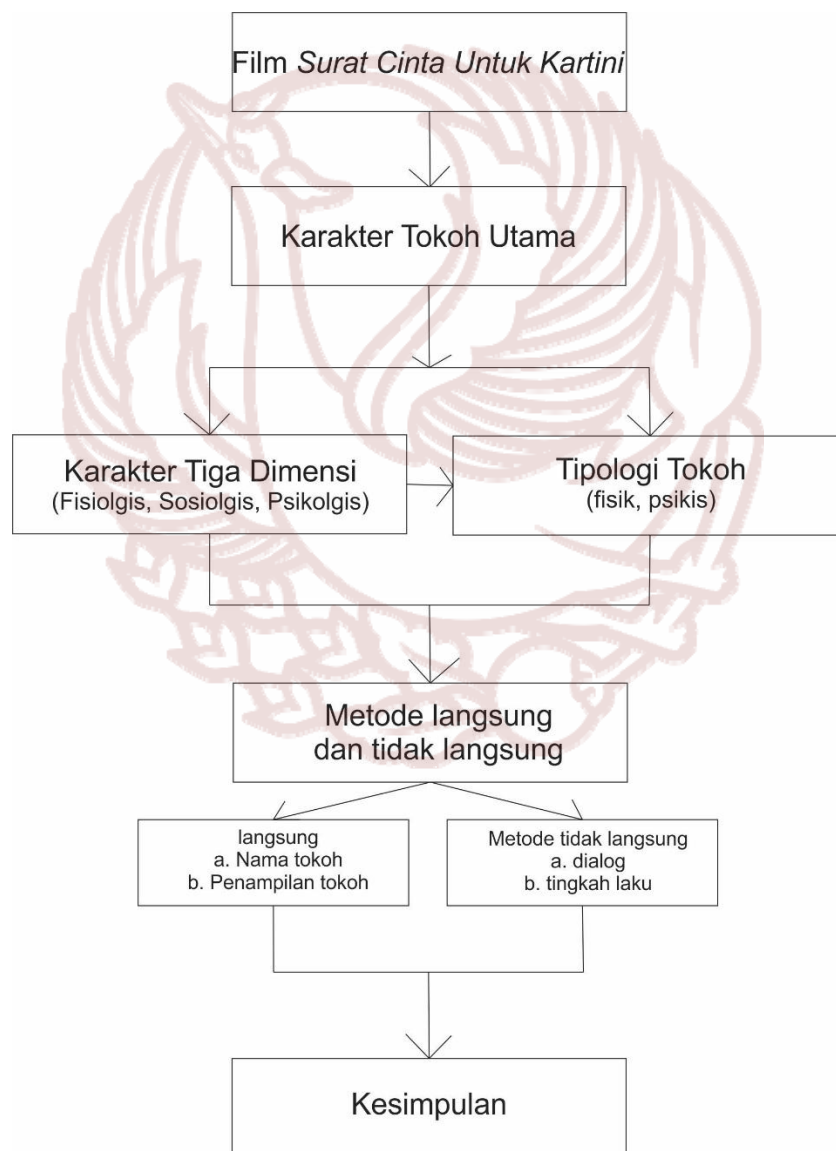 Film Surat Cinta Untuk Kartini
Karakter Tokoh Utama
Karakter Tiga Dimensi
(Fisiolgis, Sosiolgis, Psikolgis)
Tipologi Tokoh
(fisik, psikis)
Metode langsung
dan tidak langsung
langsung
a. Nama tokoh
b. Penampilan tokoh
Metode tidak langsung
a. dialog
b. tingkah laku
Kesimpulan